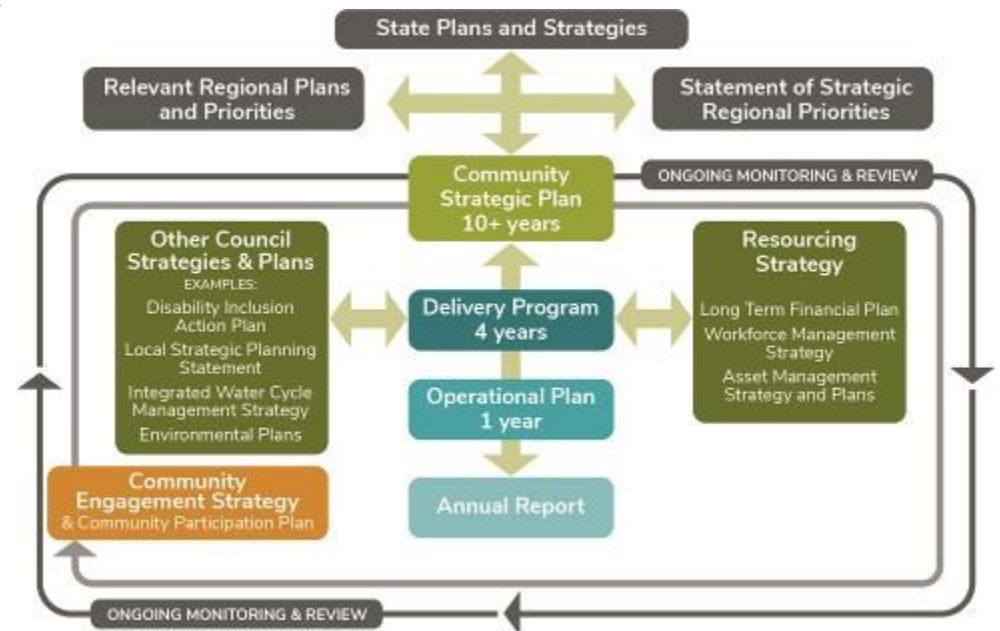 State Plans and Strategies
Relevant Regional Plans
and Priorities
Statement of Strategic
Regional Priorities
Community
Strategic Plan
10+ years
ONGOING MONITORING & REVIEW
Other Council
Strategies & Plans
EXAMPLES:
Disability Inclusion
Action Plan
Local Strategic Planning
Statement
Integrated Water Cycle
Management Strategy
Environmental Plans
Delivery Program
4 years
Resourcing
Strategy
Long Term Financial Plan
Workforce Management
Strategy
Asset Management
Strategy and Plans
Operational Plan
1 year
Community
Engagement Strategy
& Community Participation Plan
Annual Report
ONGOING MONITORING & REVIEW